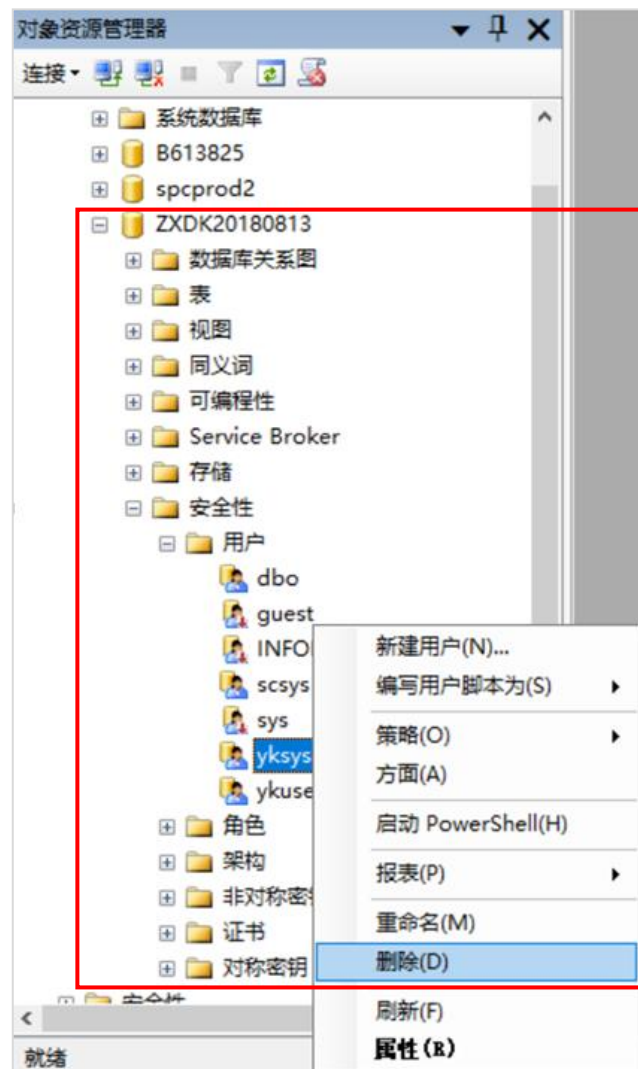 对象资源管理器
连接
系统数据库
B613825
spcprod2
ZXDK20180813
数据库关系图
表
视图
同义词
可编程性
Service Broker
存储
安全性
用户
dbo
guest
INFO
scsys
sys
yksys
ykuse
角色
架构
非对称密
证书
对称密钥
安全性
就绪
新建用户(N)...
编写用户脚本为(S)
策略(O)
方面(A)
启动 PowerShell(H)
报表(P)
重命名(M)
删除(D)
刷新(F)
属性(R)